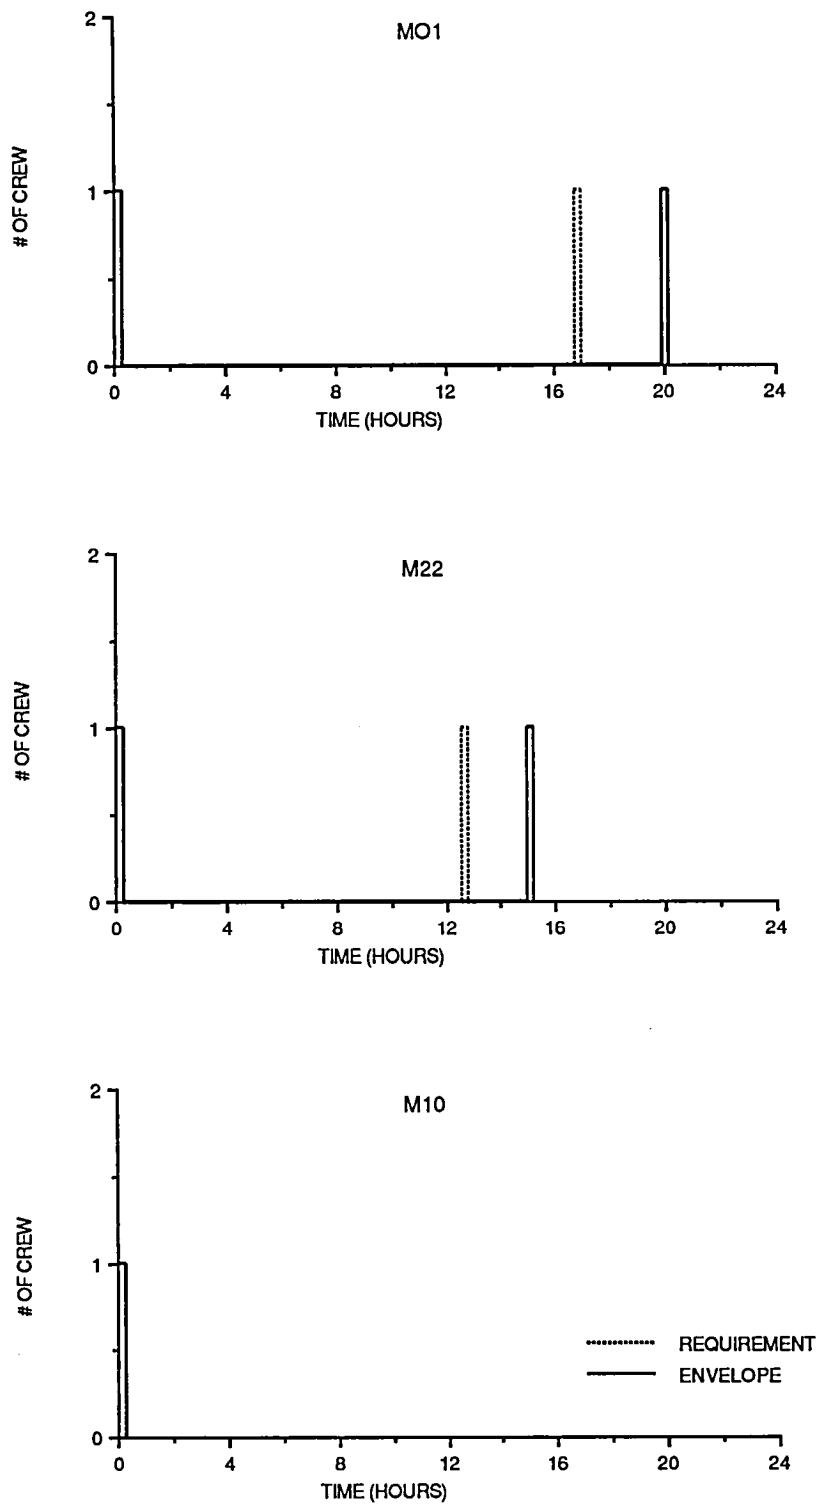 MO1
2
1
0
# OF CREW
0 4 8 12 16 20 24
TIME (HOURS)
M22
2
1
0
# OF CREW
0 4 8 12 16 20 24
TIME (HOURS)
M10
2
1
0
# OF CREW
REQUIREMENT
ENVELOPE
0 4 8 12 16 20 24
TIME (HOURS)